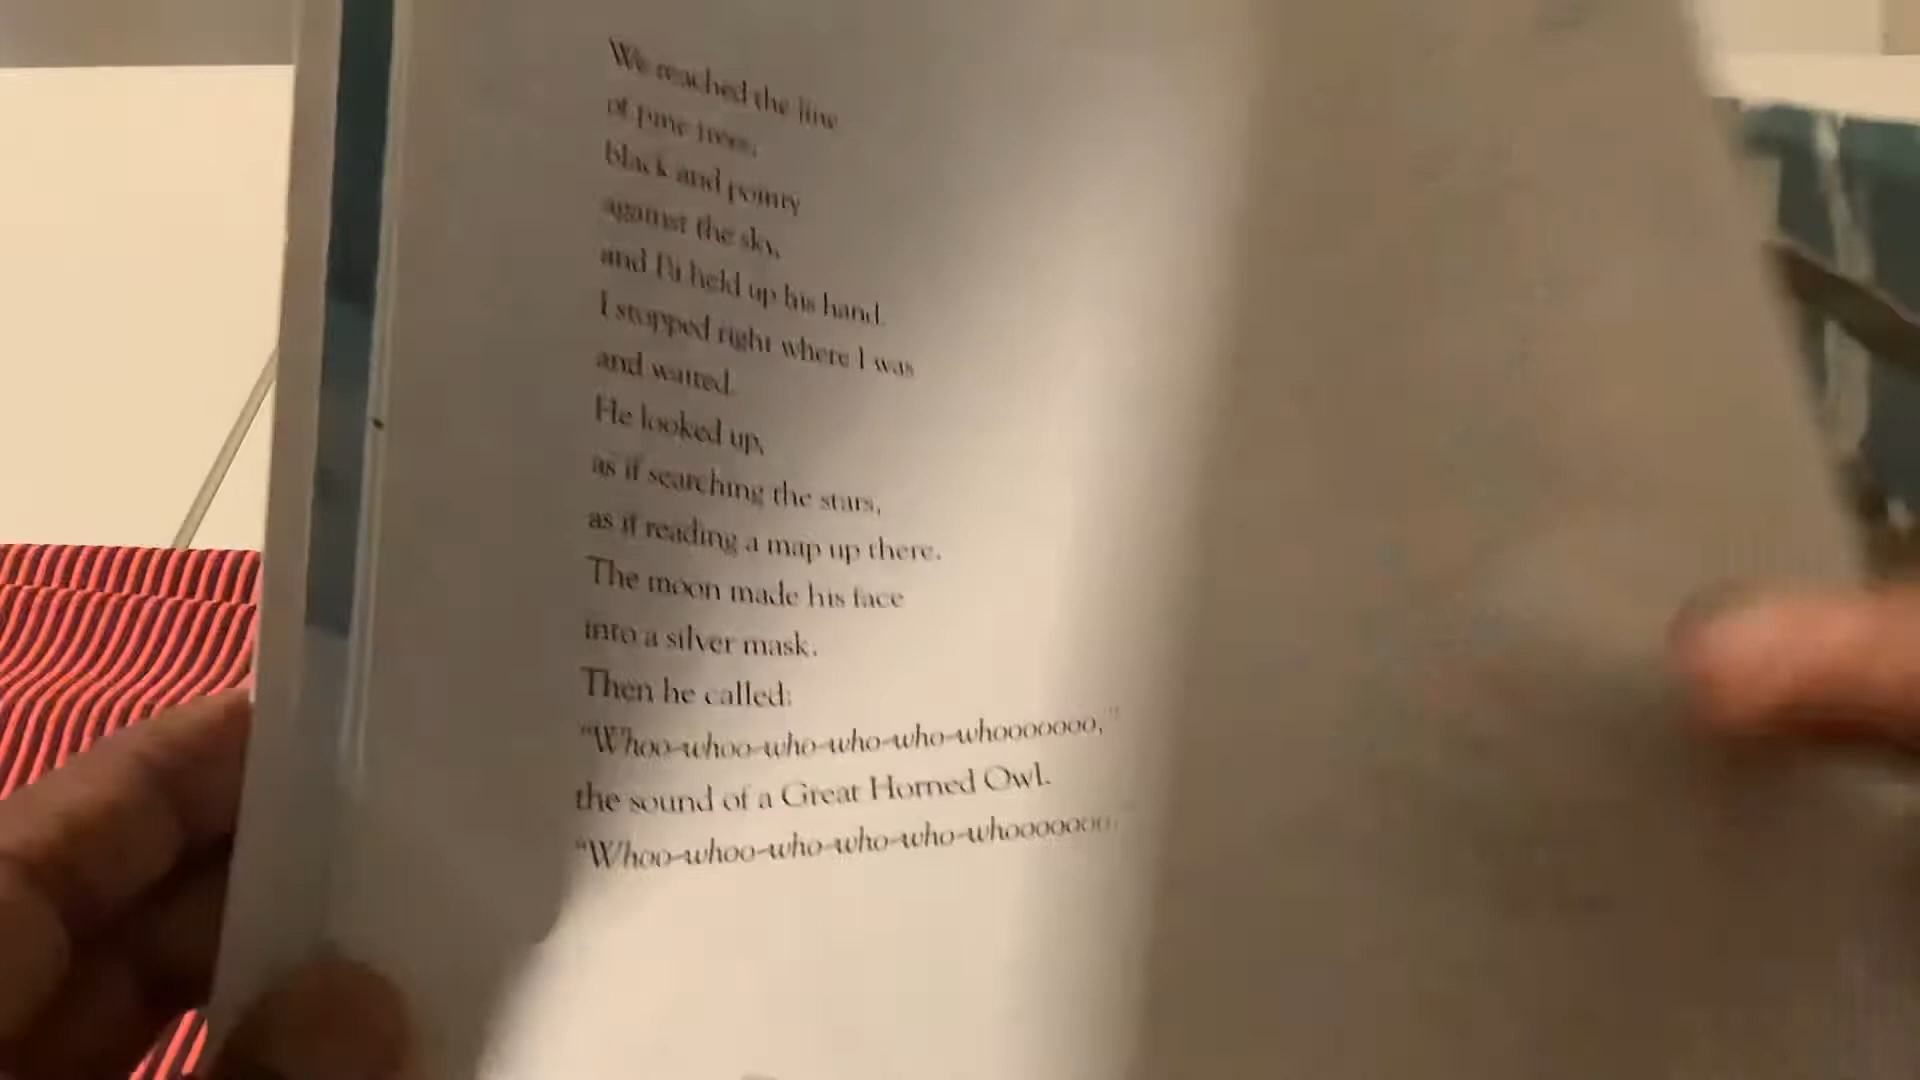 We reached the line
of pine trees,
black and pointy
against the sky,
and Pa held up his hand.
I stopped right where I was
and waited.
He looked up,
as if searching the stars,
as if reading a map up there.
The moon made his face
into a silver mask.
Then he called:
"Whoo-whoo-who-who-who-whooooooo,"
the sound of a Great Horned Owl.
"Whoo-whoo-who-who-who-whooooooo."